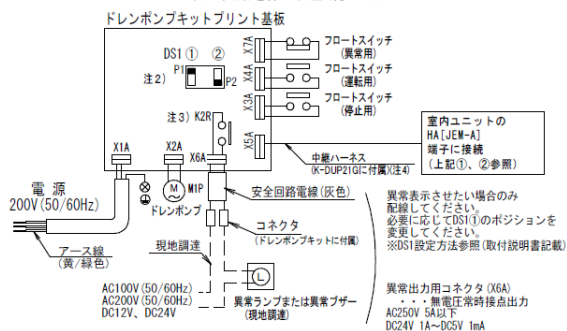 ドレンポンプキットプリント基板
DS1 ① ②
P1
P2
注2)
X7A
X4A
X3A
X5A
フロートスイッチ
(異常用)
フロートスイッチ
(運転用)
フロートスイッチ
(停止用)
注3) K2R
X1A
X2A
X6A
室内ユニットの
HA[JEM-A]
端子に接続
(上記①、②参照)
中継ハーネス
(K-DUP21Gに付属)(注4)
電源
200V(50/60Hz)
M
M1P
ドレンポンプ
安全回路電線(灰色)
コネクタ
(ドレンポンプキットに付属)
アース線
(黄/緑色)
現地調達
AC100V(50/60Hz)
AC200V(50/60Hz)
DC12V、DC24V
L
異常ランプまたは異常ブザー
(現地調達)
異常表示させたい場合のみ
配線してください。
必要に応じてDS1①のポジションを
変更してください。
※DS1設定方法参照(取付説明書記載)
異常出力用コネクタ(X6A)
・・・無電圧常時接点出力
AC250V 5A以下
DC24V 1A～DC5V 1mA